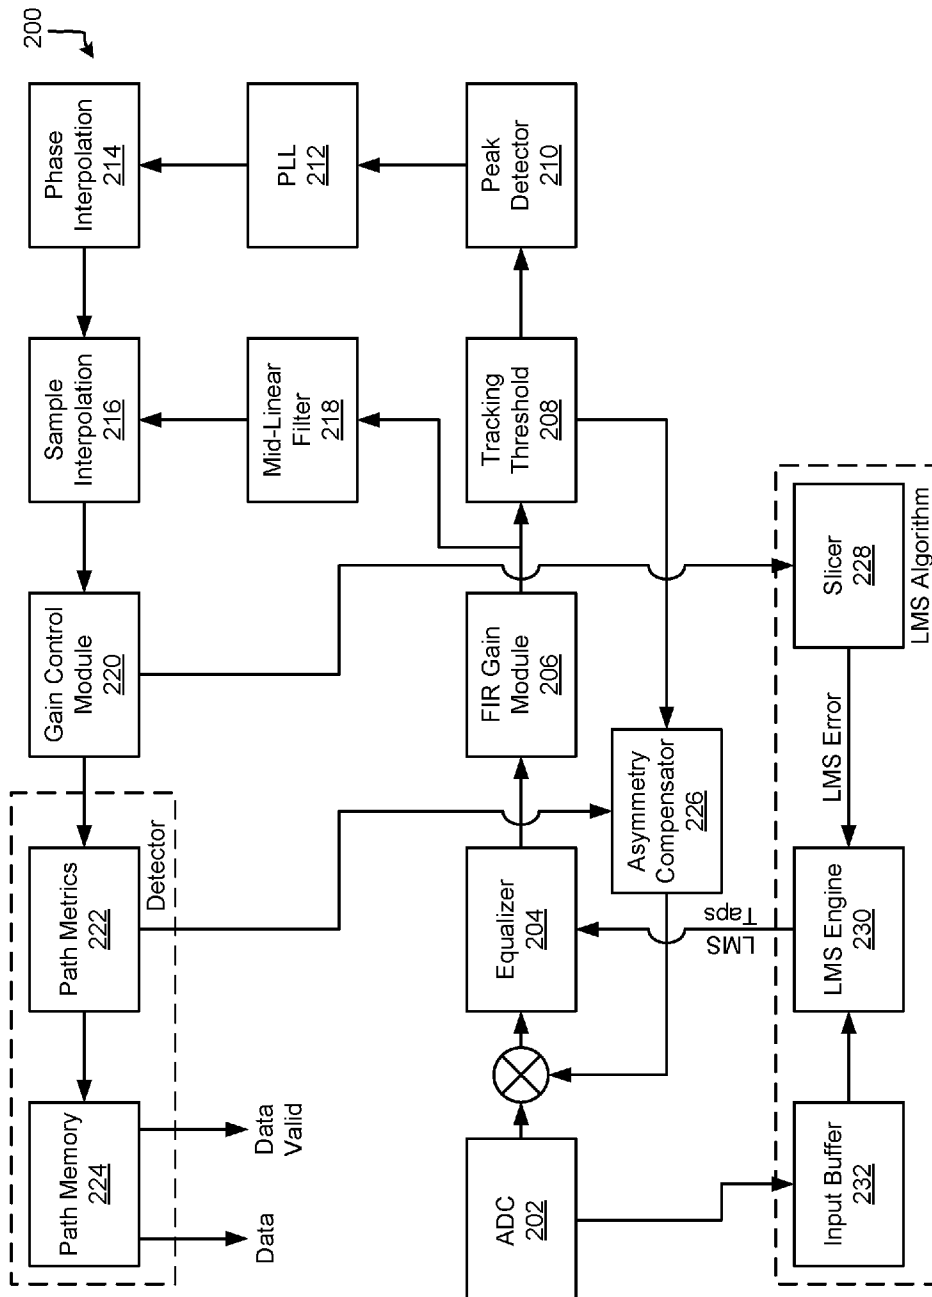 200
Path Memory
224
Path Metrics
222
Gain Control
Module
220
Sample
Interpolation
216
Phase
Interpolation
214
Detector
Data
Data
Valid
Mid-Linear
Filter
218
PLL
212
ADC
202
Equalizer
204
FIR Gain
Module
206
Tracking
Threshold
208
Peak
Detector
210
Asymmetry
Compensator
226
LMS
Taps
Input Buffer
232
LMS Engine
230
LMS Error
Slicer
228
LMS Algorithm